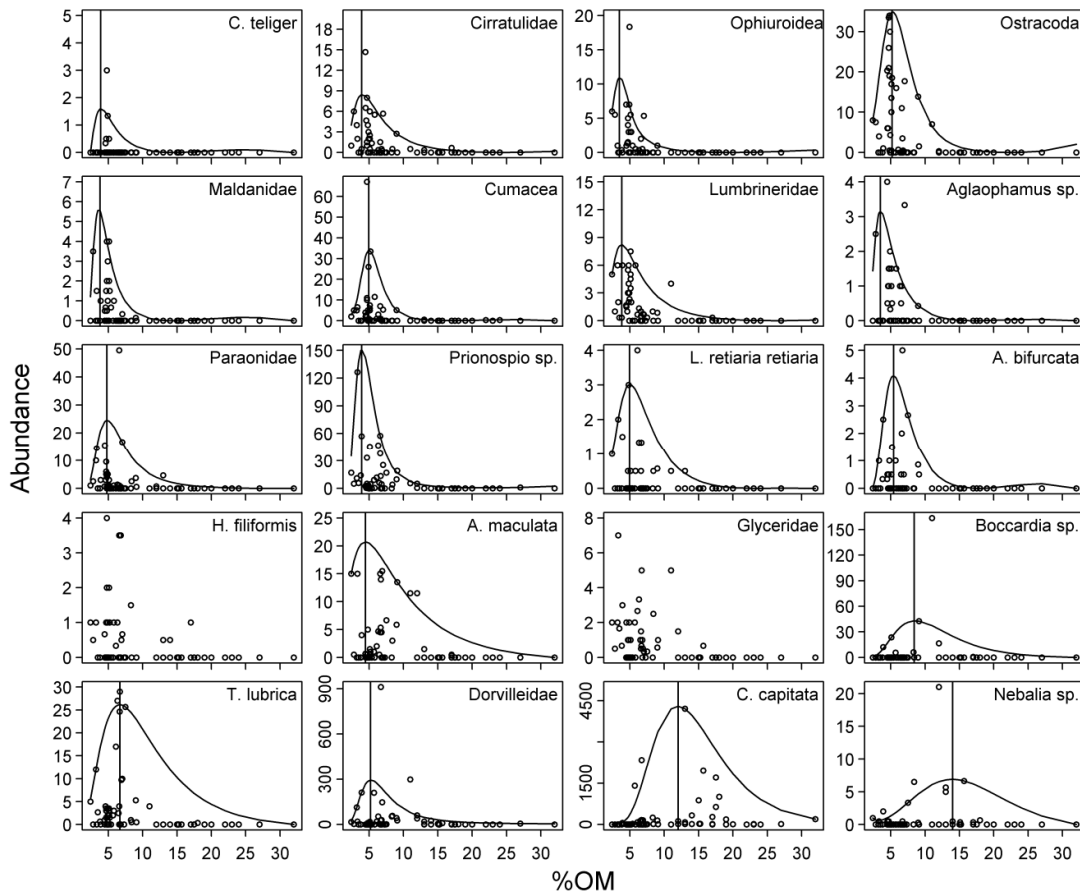 C. teliger
0 1 2 3 4 5
Cirratulidae
0 3 6 9 12 15 18
Ophiuroidea
0 5 10 15 20
Ostracoda
0 10 20 30
Maldanidae
0 1 2 3 4 5 6 7
Cumacea
0 10 20 30 40 50 60
Lumbrineridae
0 3 6 9 12 15
Aglaophamus sp.
0 1 2 3 4
Paraonidae
0 10 20 30 40 50
Prionospio sp.
0 30 60 90 120 150
L. retiaria retiaria
0 1 2 3 4
A. bifurcata
0 1 2 3 4 5
H. filiformis
0 1 2 3 4
A. maculata
0 5 10 15 20 25
Glyceridae
0 2 4 6 8
Boccardia sp.
0 30 60 90 120 150
T. lubrica
0 5 10 15 20 25 30
Dorvilleidae
0 300 600 900
C. capitata
0 1500 4500
Nebalia sp.
0 5 10 15 20
5 10 15 20 25 30
5 10 15 20 25 30
5 10 15 20 25 30
5 10 15 20 25 30
Abundance
%OM